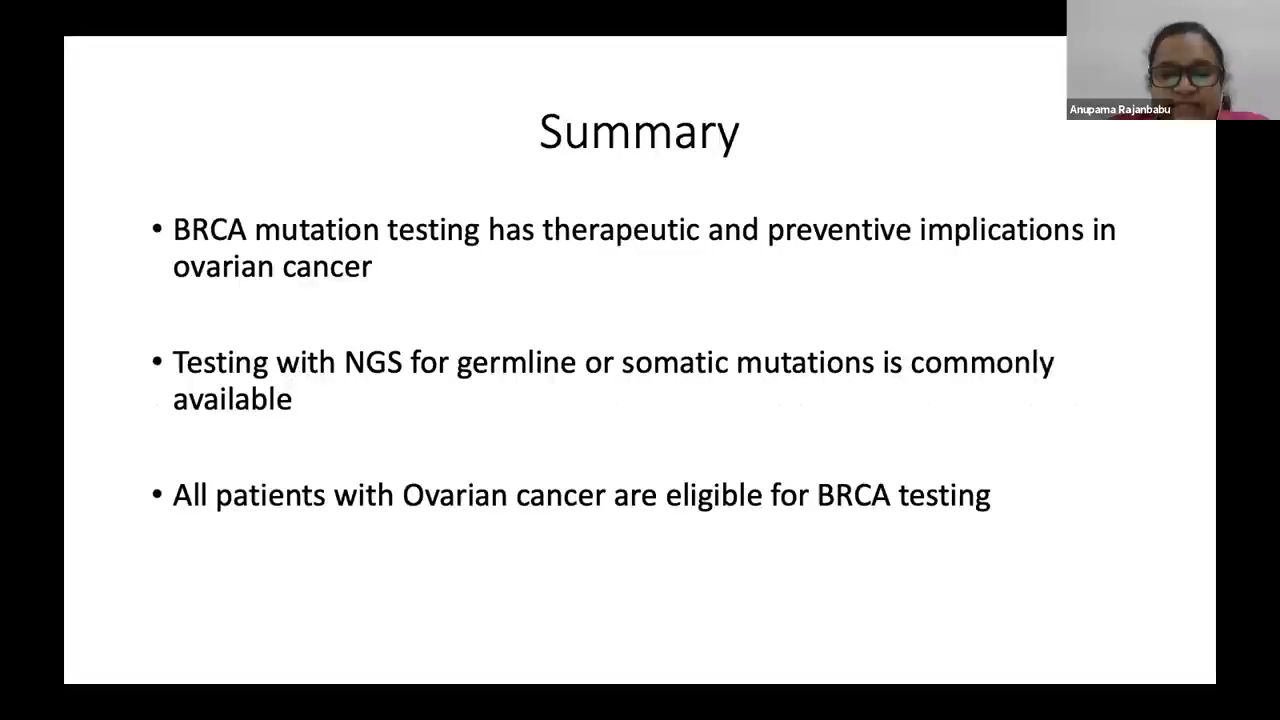 Anupama Rajanbabu
Summary
• BRCA mutation testing has therapeutic and preventive implications in
ovarian cancer
• Testing with NGS for germline or somatic mutations is commonly
available
• All patients with Ovarian cancer are eligible for BRCA testing